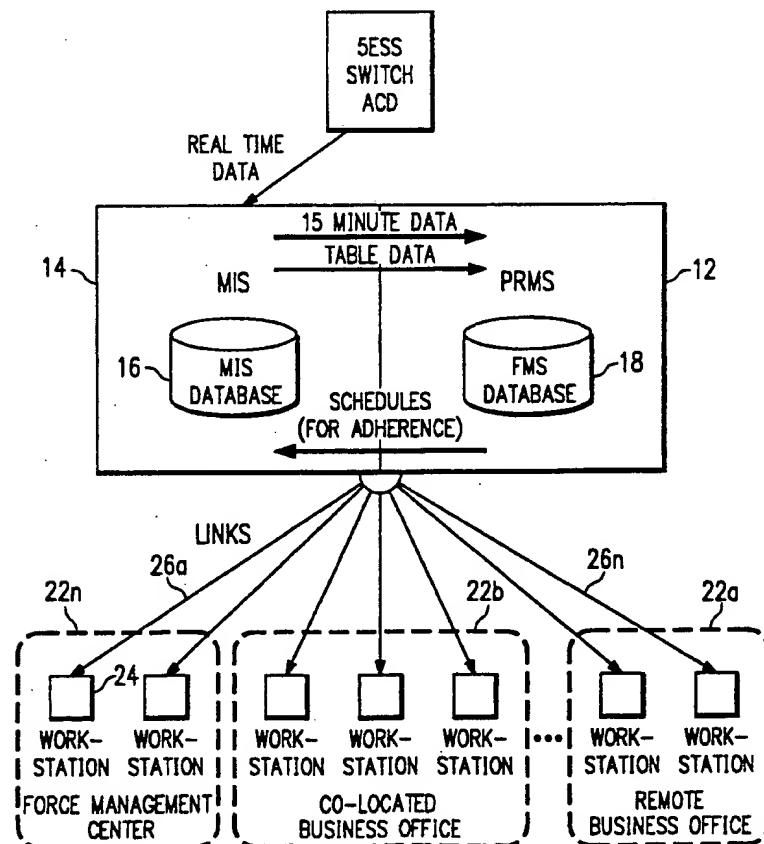 5ESS
SWITCH
ACD
REAL TIME
DATA
15 MINUTE DATA
TABLE DATA
14
MIS
PRMS
12
16
MIS
DATABASE
FMS
DATABASE
18
SCHEDULES
(FOR ADHERENCE)
LINKS
26a
26n
22n
22b
22a
24
WORK-
STATION
WORK-
STATION
WORK-
STATION
WORK-
STATION
WORK-
STATION
WORK-
STATION
WORK-
STATION
FORCE MANAGEMENT
CENTER
CO-LOCATED
BUSINESS OFFICE
REMOTE
BUSINESS OFFICE